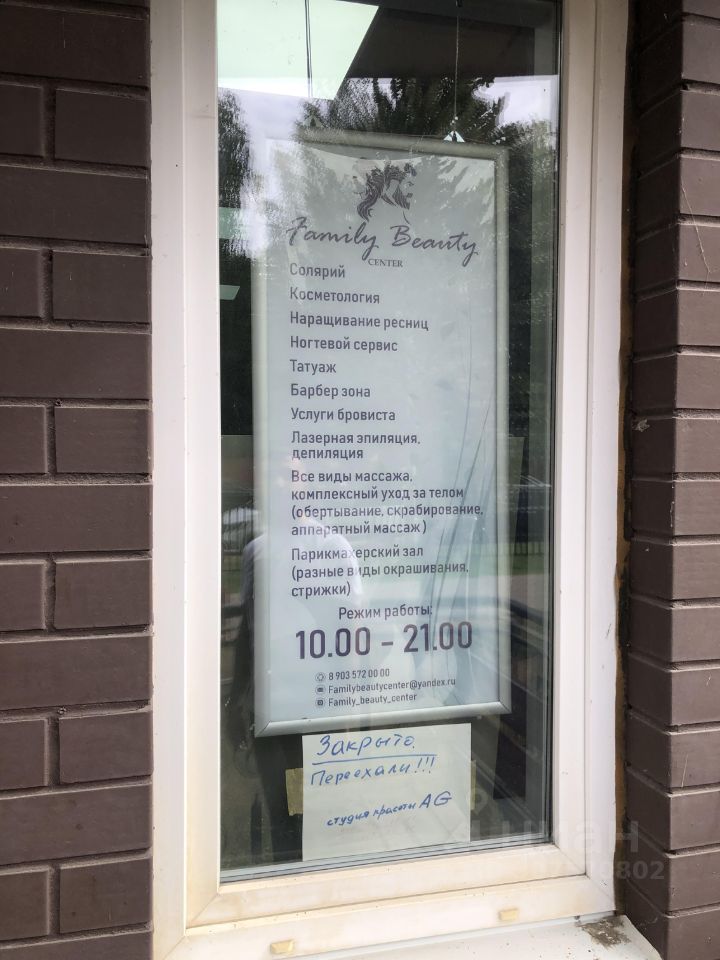 Family Beauty
CENTER
Солярий
Косметология
Наращивание ресниц
Ногтевой сервис
Татуаж
Барбер зона
Услуги бровиста
Лазерная эпиляция,
депиляция
Все виды массажа,
комплексный уход за телом
(обертывание, скрабирование,
аппаратный массаж)
Парикмахерский зал
(разные виды окрашивания,
стрижки)
Режим работы:
10.00 - 21.00
8 903 572 00 00
Familybeautycenter@yandex.ru
Family_beauty_center
Закрыто.
Переехали!!!
студия красоты AG
циан